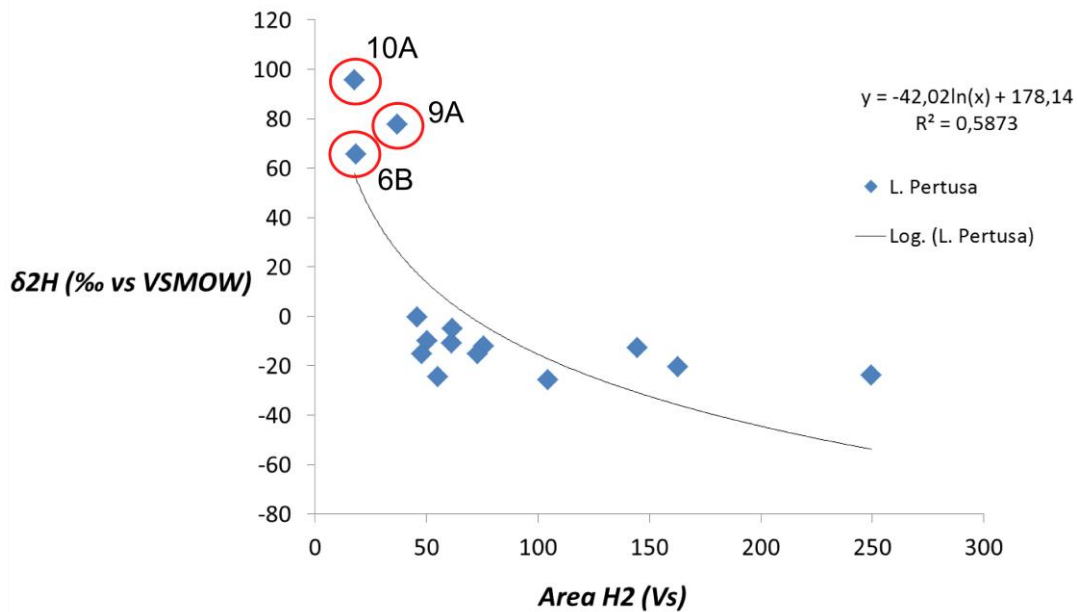 120
100
80
60
40
20
0
-20
-40
-60
-80
0 50 100 150 200 250 300
δ2H (‰ vs VSMOW)
Area H2 (Vs)
10A
9A
6B
y = -42,02ln(x) + 178,14
R² = 0,5873
L. Pertusa
Log. (L. Pertusa)